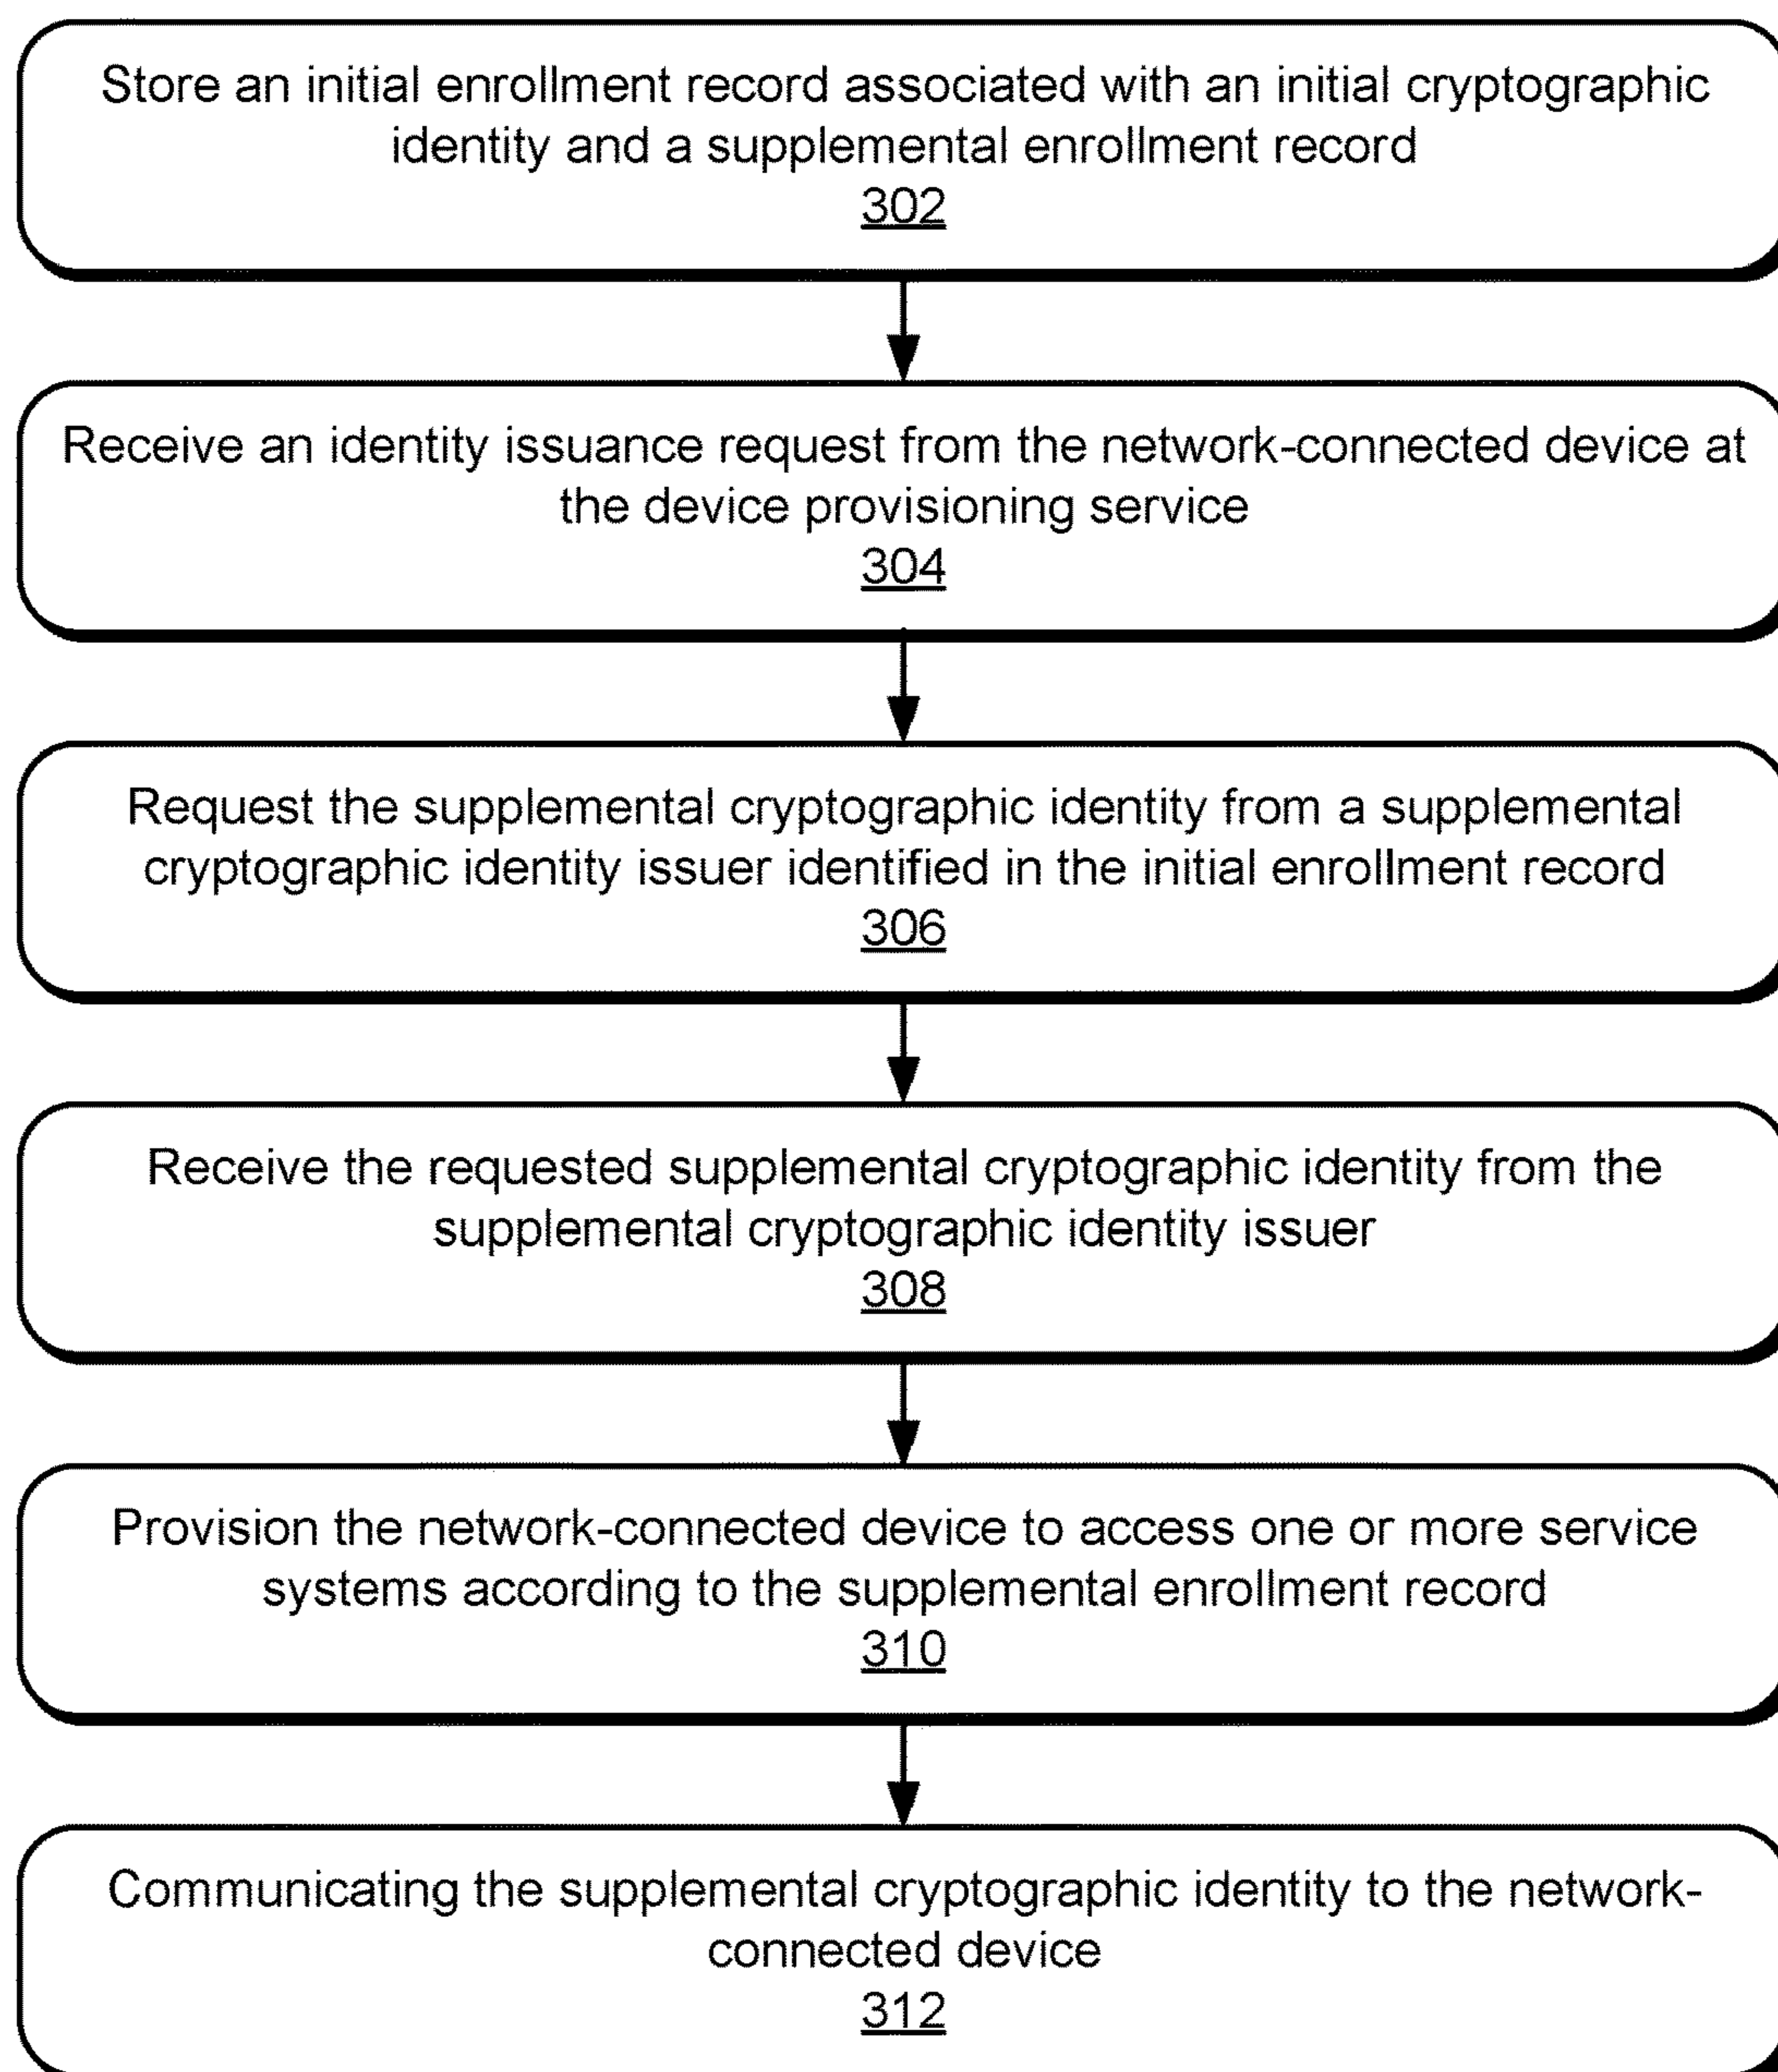 Store an initial enrollment record associated with an initial cryptographic
identity and a supplemental enrollment record
302
Receive an identity issuance request from the network-connected device at
the device provisioning service
304
Request the supplemental cryptographic identity from a supplemental
cryptographic identity issuer identified in the initial enrollment record
306
Receive the requested supplemental cryptographic identity from the
supplemental cryptographic identity issuer
308
Provision the network-connected device to access one or more service
systems according to the supplemental enrollment record
310
Communicating the supplemental cryptographic identity to the network-
connected device
312